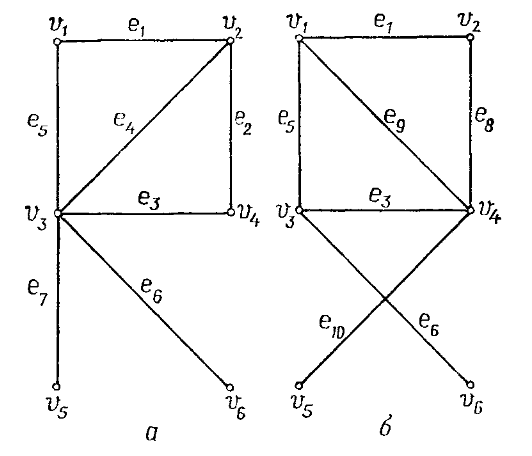 v₁ e₁ v₂ v₁ e₁ v₂
e₅ e₄ e₂ e₅ e₉ e₈
v₃ e₃ v₄ v₃ e₃ v₄
e₇ e₆ e₁₀ e₆
v₅ v₆ v₅ v₆
а б